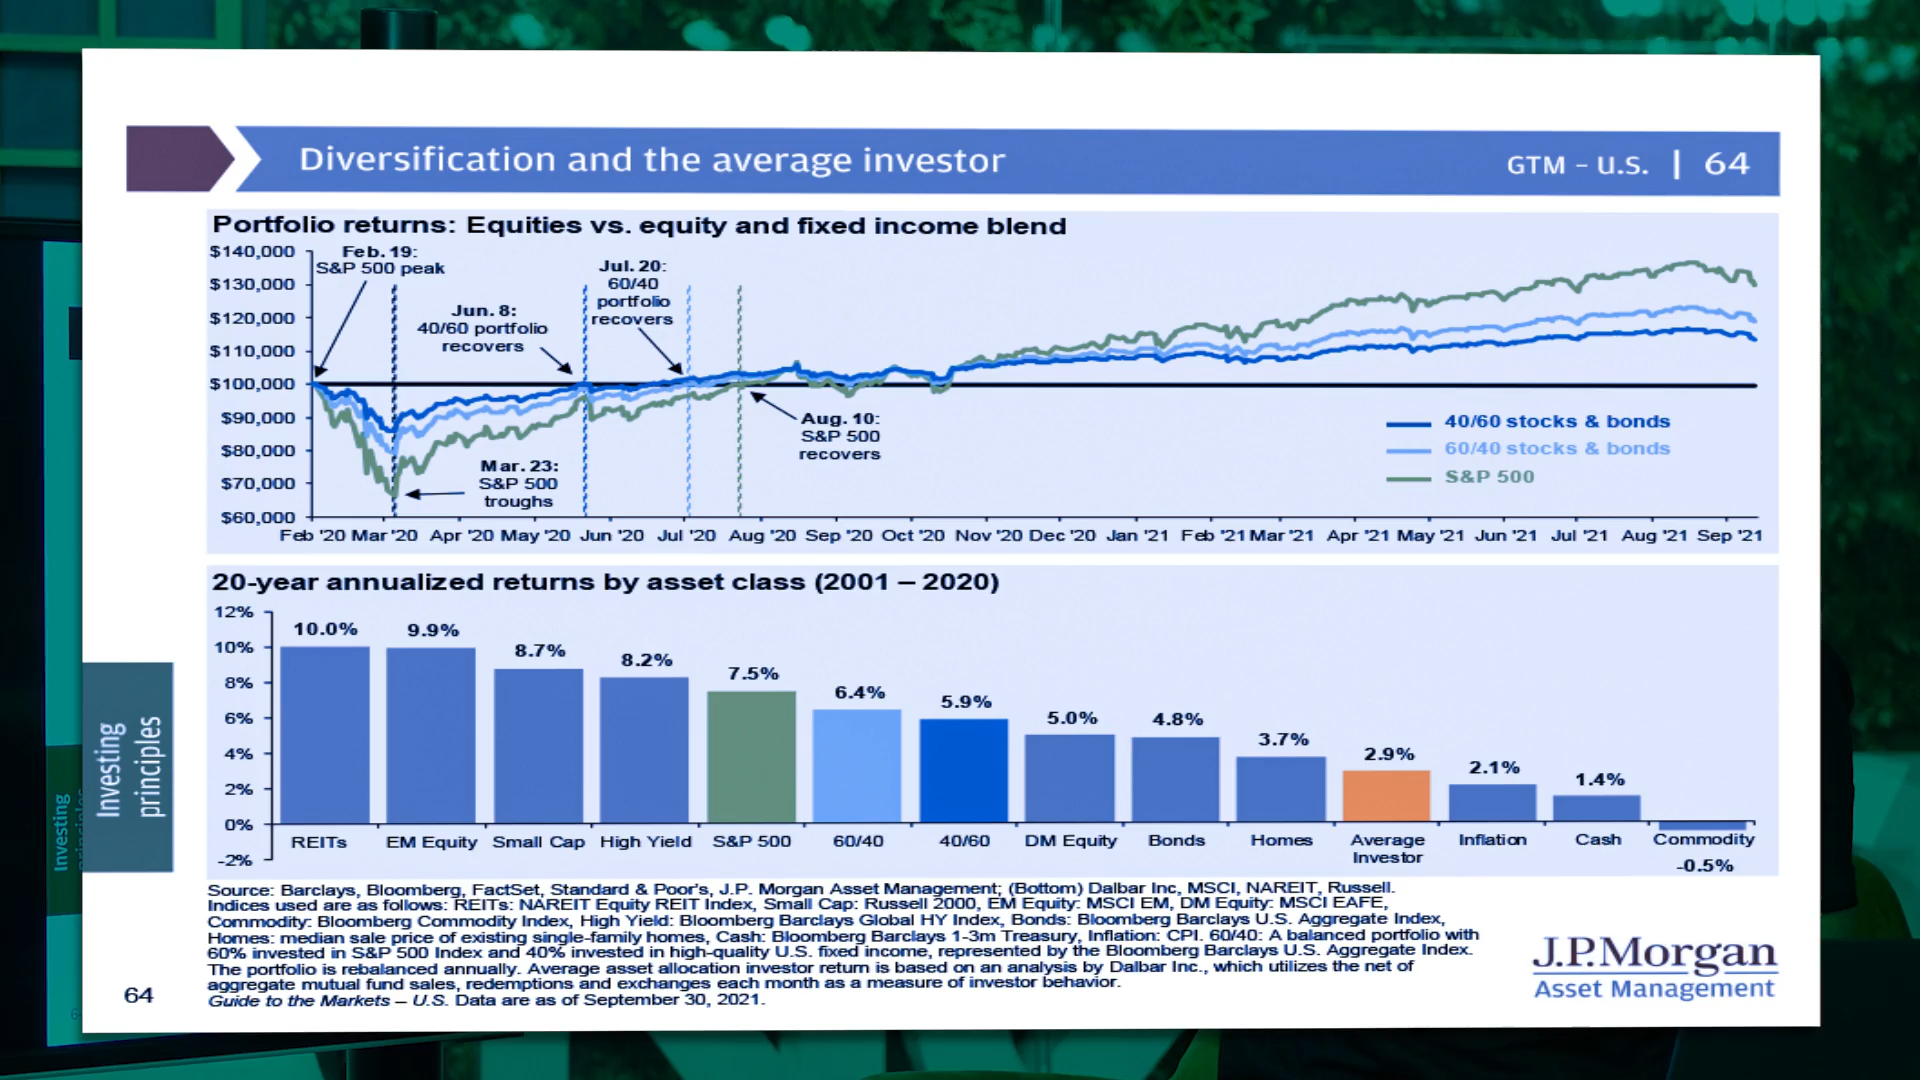 Diversification and the average investor
GTM – U.S. | 64
Portfolio returns: Equities vs. equity and fixed income blend
$140,000
$130,000
$120,000
$110,000
$100,000
$90,000
$80,000
$70,000
$60,000
Feb. 19:
S&P 500 peak
Jun. 8:
40/60 portfolio
recovers
Jul. 20:
60/40
portfolio
recovers
Mar. 23:
S&P 500
troughs
Aug. 10:
S&P 500
recovers
40/60 stocks & bonds
60/40 stocks & bonds
S&P 500
Feb '20 Mar '20 Apr '20 May '20 Jun '20 Jul '20 Aug '20 Sep '20 Oct '20 Nov '20 Dec '20 Jan '21 Feb '21 Mar '21 Apr '21 May '21 Jun '21 Jul '21 Aug '21 Sep '21
20-year annualized returns by asset class (2001 – 2020)
12%
10%
8%
6%
4%
2%
0%
-2%
10.0% 9.9% 8.7% 8.2% 7.5% 6.4% 5.9% 5.0% 4.8% 3.7% 2.9% 2.1% 1.4%
REITs EM Equity Small Cap High Yield S&P 500 60/40 40/60 DM Equity Bonds Homes Average Inflation Cash Commodity
Investor
-0.5%
Investing
principles
Investing
Source: Barclays, Bloomberg, FactSet, Standard & Poor's, J.P. Morgan Asset Management; (Bottom) Dalbar Inc, MSCI, NAREIT, Russell.
Indices used are as follows: REITs: NAREIT Equity REIT Index, Small Cap: Russell 2000, EM Equity: MSCI EM, DM Equity: MSCI EAFE,
Commodity: Bloomberg Commodity Index, High Yield: Bloomberg Barclays Global HY Index, Bonds: Bloomberg Barclays U.S. Aggregate Index,
Homes: median sale price of existing single-family homes, Cash: Bloomberg Barclays 1-3m Treasury, Inflation: CPI. 60/40: A balanced portfolio with
60% invested in S&P 500 Index and 40% invested in high-quality U.S. fixed income, represented by the Bloomberg Barclays U.S. Aggregate Index.
The portfolio is rebalanced annually. Average asset allocation investor return is based on an analysis by Dalbar Inc., which utilizes the net of
aggregate mutual fund sales, redemptions and exchanges each month as a measure of investor behavior.
Guide to the Markets – U.S. Data are as of September 30, 2021.
64
J.P.Morgan
Asset Management